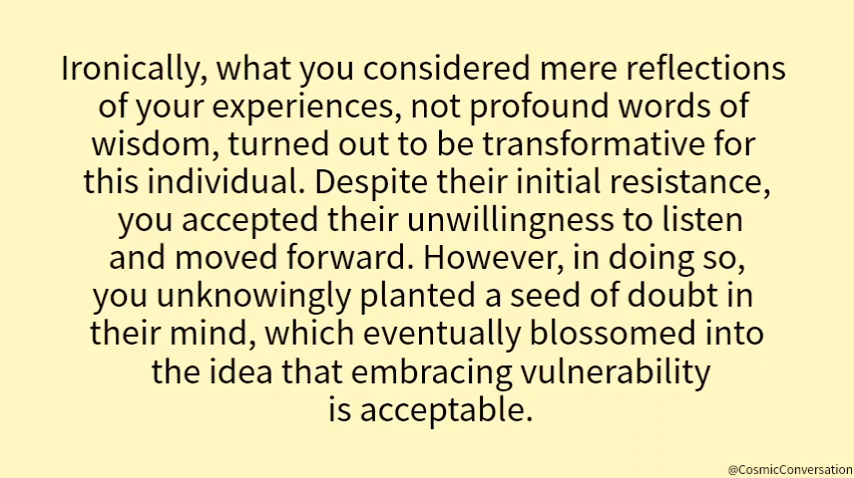 Ironically, what you considered mere reflections
of your experiences, not profound words of
wisdom, turned out to be transformative for
this individual. Despite their initial resistance,
you accepted their unwillingness to listen
and moved forward. However, in doing so,
you unknowingly planted a seed of doubt in
their mind, which eventually blossomed into
the idea that embracing vulnerability
is acceptable.
@CosmicConversation